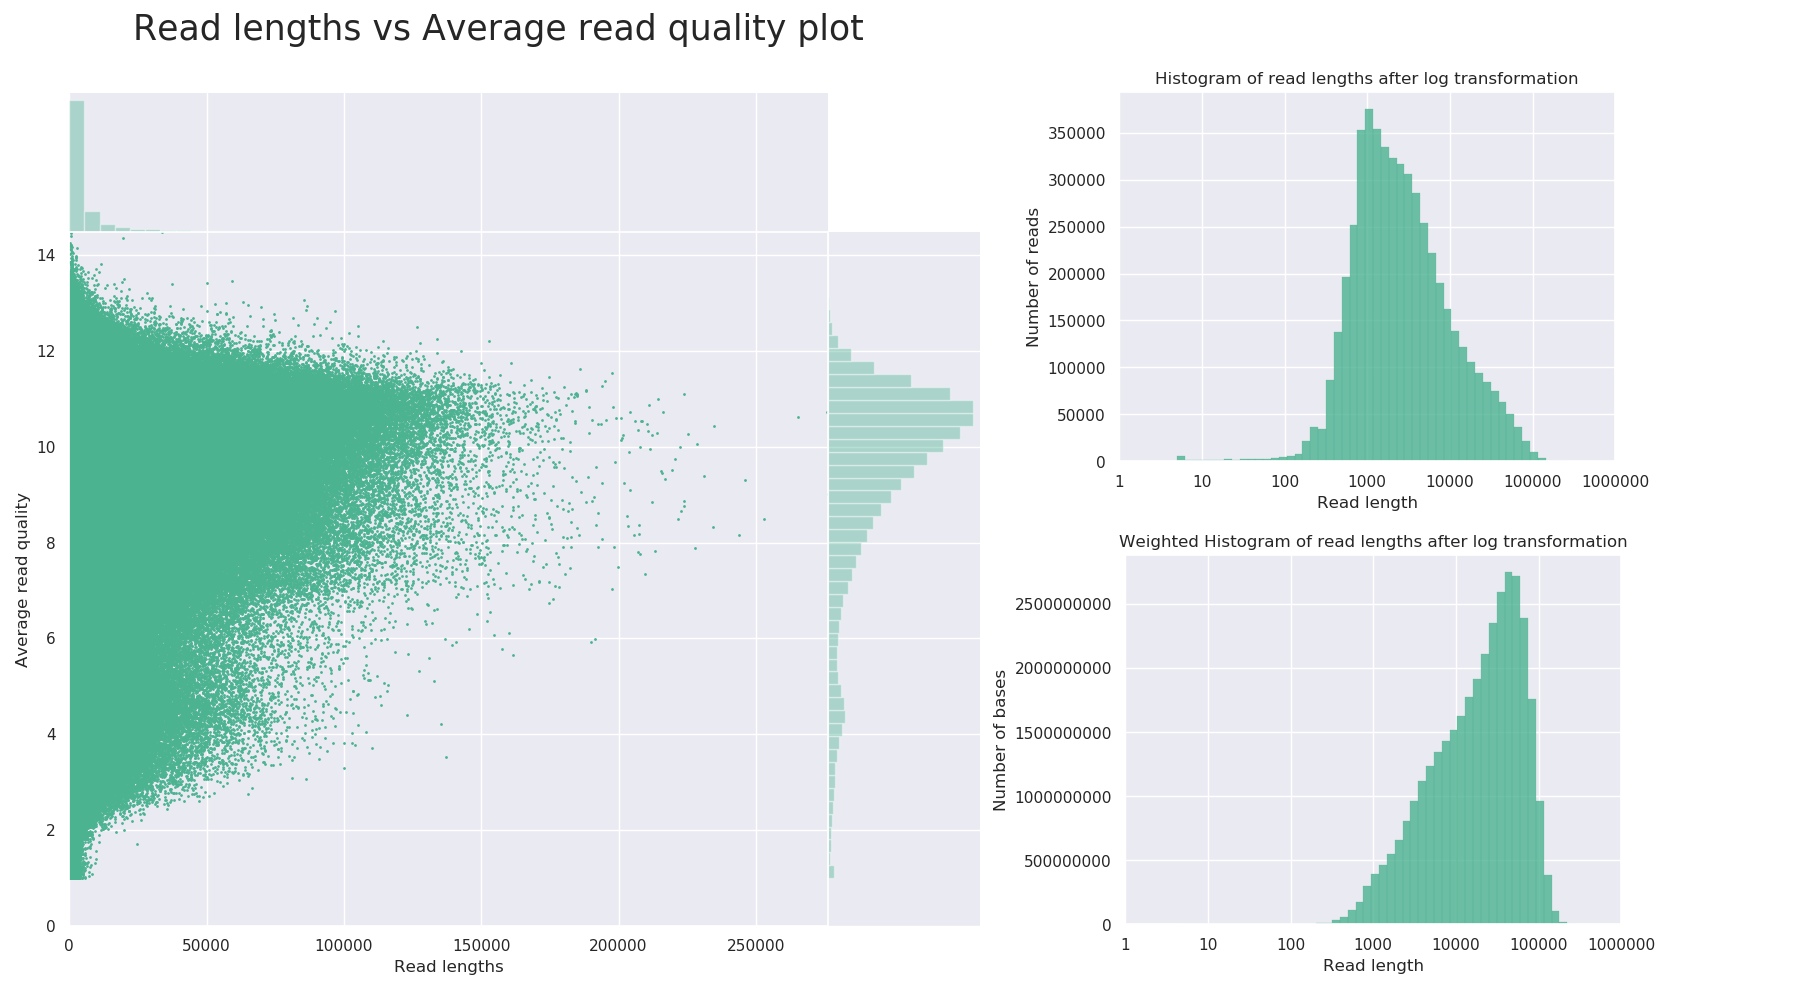 Read lengths vs Average read quality plot
14
12
10
8
6
4
2
0
Average read quality
0 50000 100000 150000 200000 250000
Read lengths
Histogram of read lengths after log transformation
350000
300000
250000
200000
150000
100000
50000
0
Number of reads
1 10 100 1000 10000 100000 1000000
Read length
Weighted Histogram of read lengths after log transformation
2500000000
2000000000
1500000000
1000000000
500000000
0
Number of bases
1 10 100 1000 10000 100000 1000000
Read length